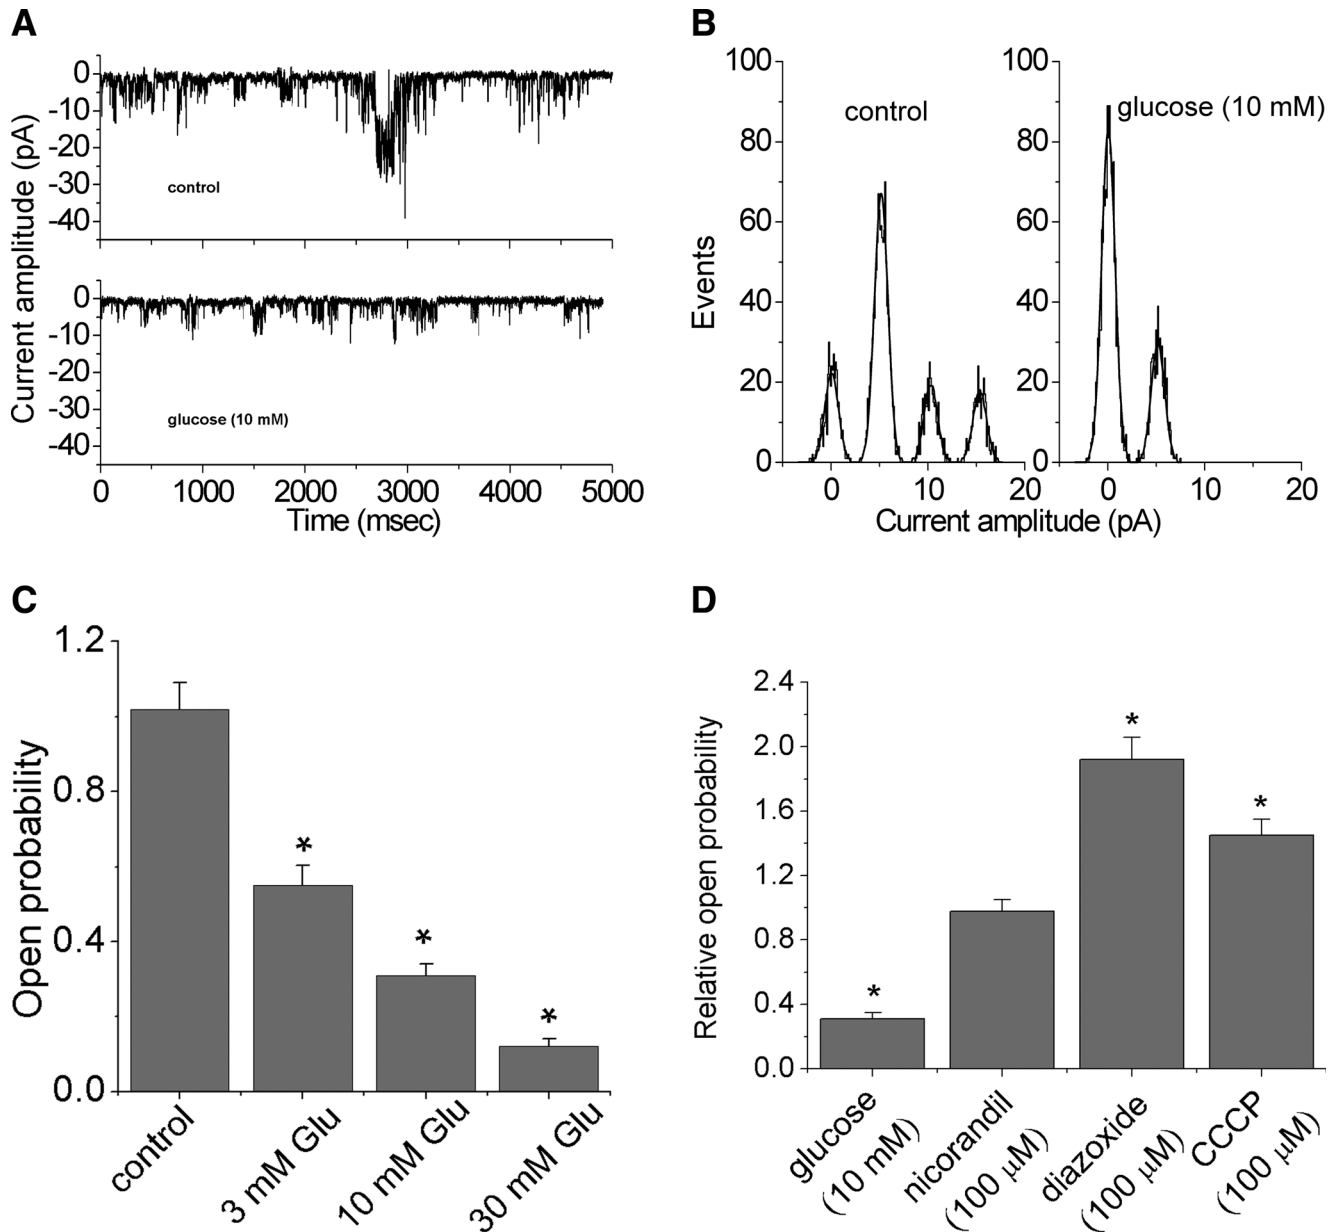 A
Current amplitude (pA)
0
-10
-20
-30
-40
control
0
-10
-20
-30
-40
glucose (10 mM)
0 1000 2000 3000 4000 5000
Time (msec)
B
Events
100
80
60
40
20
0
control
0 10 20
100
80
60
40
20
0
glucose (10 mM)
0 10 20
Current amplitude (pA)
C
Open probability
1.2
0.8
0.4
0.0
*
*
*
control
3 mM Glu
10 mM Glu
30 mM Glu
D
Relative open probability
2.4
2.0
1.6
1.2
0.8
0.4
0.0
*
*
*
glucose
(10 mM)
nicorandil
(100 μM)
diazoxide
(100 μM)
CCCP
(100 μM)